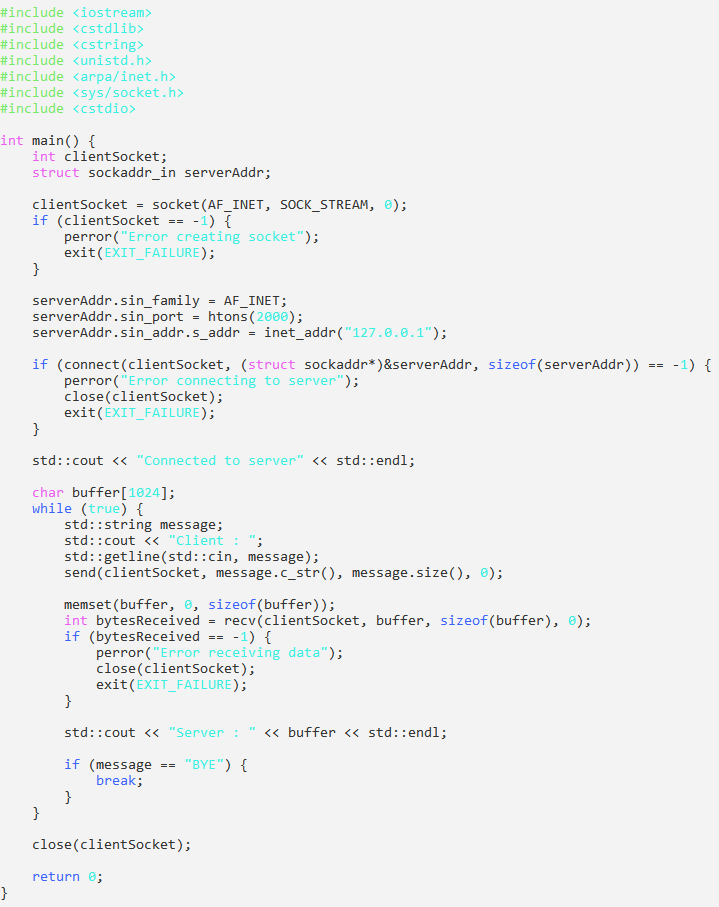 #include <iostream>
#include <cstdlib>
#include <cstring>
#include <unistd.h>
#include <arpa/inet.h>
#include <sys/socket.h>
#include <cstdio>

int main() {
    int clientSocket;
    struct sockaddr_in serverAddr;

    clientSocket = socket(AF_INET, SOCK_STREAM, 0);
    if (clientSocket == -1) {
        perror("Error creating socket");
        exit(EXIT_FAILURE);
    }

    serverAddr.sin_family = AF_INET;
    serverAddr.sin_port = htons(2000);
    serverAddr.sin_addr.s_addr = inet_addr("127.0.0.1");

    if (connect(clientSocket, (struct sockaddr*)&serverAddr, sizeof(serverAddr)) == -1) {
        perror("Error connecting to server");
        close(clientSocket);
        exit(EXIT_FAILURE);
    }

    std::cout << "Connected to server" << std::endl;

    char buffer[1024];
    while (true) {
        std::string message;
        std::cout << "Client : ";
        std::getline(std::cin, message);
        send(clientSocket, message.c_str(), message.size(), 0);

        memset(buffer, 0, sizeof(buffer));
        int bytesReceived = recv(clientSocket, buffer, sizeof(buffer), 0);
        if (bytesReceived == -1) {
            perror("Error receiving data");
            close(clientSocket);
            exit(EXIT_FAILURE);
        }

        std::cout << "Server : " << buffer << std::endl;

        if (message == "BYE") {
            break;
        }
    }

    close(clientSocket);

    return 0;
}